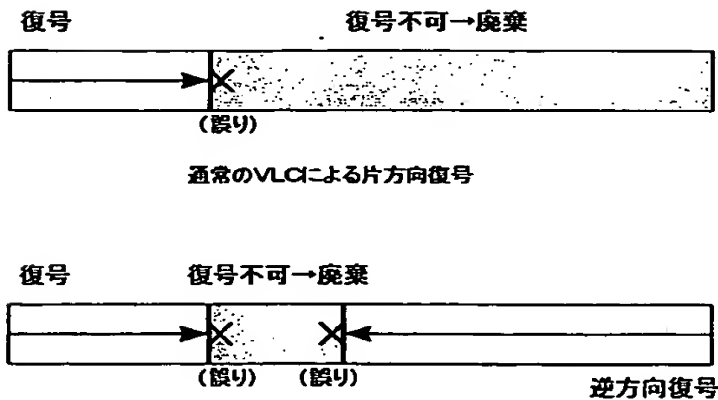 復号 復号不可→廃棄
(誤り)
通常のVLCによる片方向復号
復号 復号不可→廃棄
(誤り) (誤り)
逆方向復号